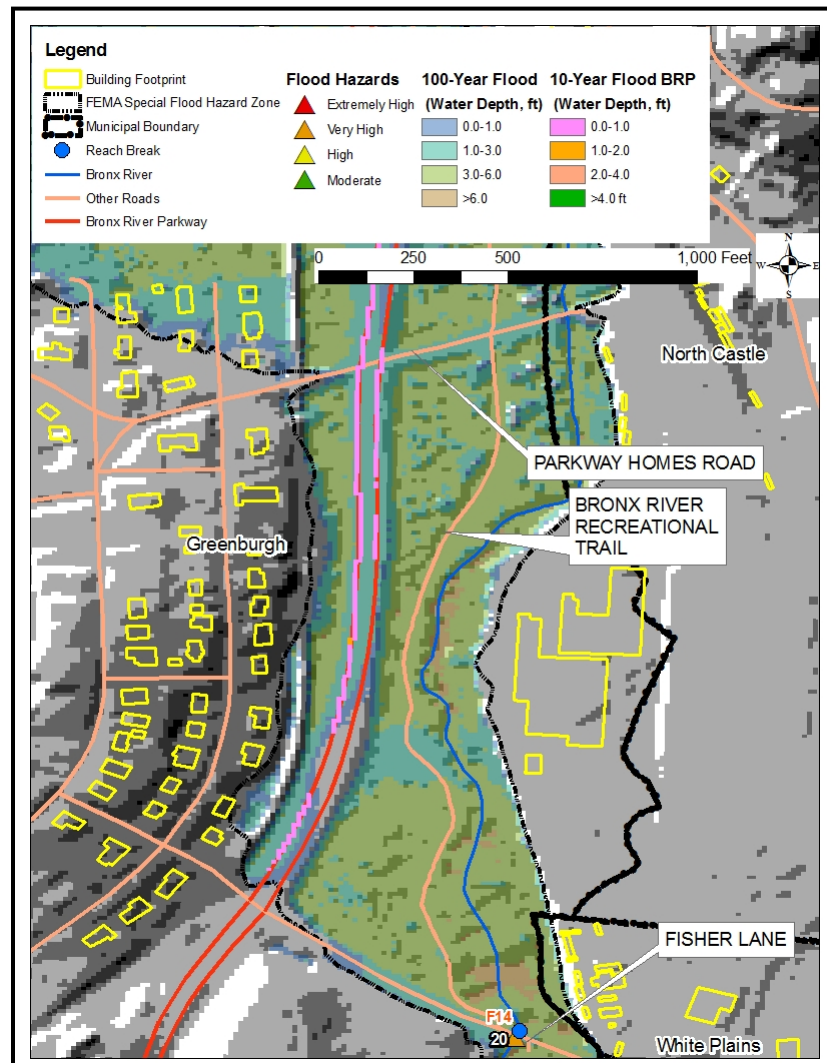 Legend
Building Footprint
FEMA Special Flood Hazard Zone
Municipal Boundary
Reach Break
Bronx River
Other Roads
Bronx River Parkway
Flood Hazards
Extremely High
Very High
High
Moderate
100-Year Flood
(Water Depth, ft)
0.0-1.0
1.0-3.0
3.0-6.0
>6.0
10-Year Flood BRP
(Water Depth, ft)
0.0-1.0
1.0-2.0
2.0-4.0
>4.0 ft
0 250 500 1,000 Feet
N
W E
S
North Castle
PARKWAY HOMES ROAD
BRONX RIVER
RECREATIONAL
TRAIL
Greenburgh
FISHER LANE
F14
20
White Plains